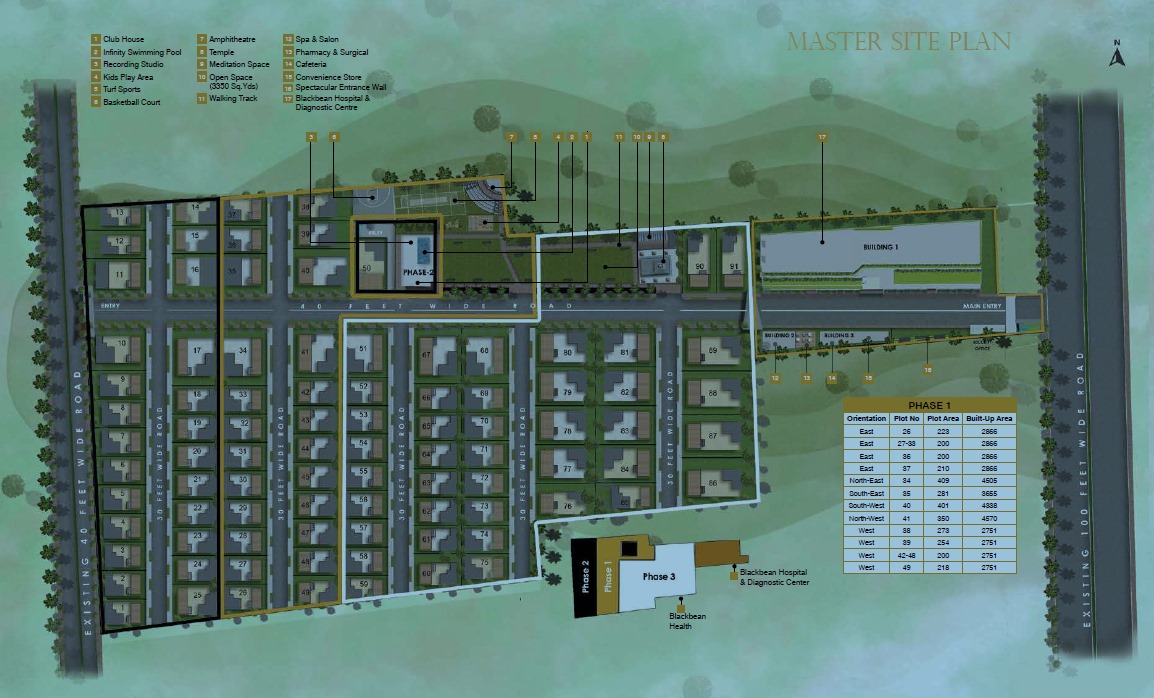 MASTER SITE PLAN
N
1 Club House
2 Infinity Swimming Pool
3 Recording Studio
4 Kids Play Area
5 Turf Sports
6 Basketball Court
7 Amphitheatre
8 Temple
9 Meditation Space
10 Open Space
(3350 Sq.Yds)
11 Walking Track
12 Spa & Salon
13 Pharmacy & Surgical
14 Cafeteria
15 Convenience Store
16 Spectacular Entrance Wall
17 Blackbean Hospital &
Diagnostic Centre
3 6 7 5 4 2 1 11 10 9 8 17
13 14 37 38
12 15 36 39
11 16 35 40 50 PHASE-2 90 91 BUILDING 1
ENTRY 40 FEET WIDE ROAD MAIN ENTRY
BUILDING 2 BUILDING 3
OFFICE
12 13 14 15 16
10 17 34 41 51 67 68 80 81 89
9 18 33 42 52 66 69 79 82 88
8 19 32 43 53 65 70 78 83 87
7 20 31 44 54 64 71 77 84 86
6 21 30 45 55 63 72 76 85
5 22 29 46 56 62 73
4 23 28 47 57 61 74
3 24 27 48 58 60 75
2 25 26 49 59
1
30 FEET WIDE ROAD
30 FEET WIDE ROAD
30 FEET WIDE ROAD
30 FEET WIDE ROAD
30 FEET WIDE ROAD
EXISTING 40 FEET WIDE ROAD
EXISTING 100 FEET WIDE ROAD
PHASE 1
Orientation Plot No Plot Area Built-Up Area
East 26 223 2866
East 27-33 200 2866
East 36 200 2866
East 37 210 2866
North-East 34 409 4505
South-East 35 281 3655
South-West 40 401 4338
North-West 41 350 4570
West 38 273 2751
West 39 254 2751
West 42-48 200 2751
West 49 218 2751
Phase 2
Phase 1
Phase 3
Blackbean Hospital
& Diagnostic Center
Blackbean
Health